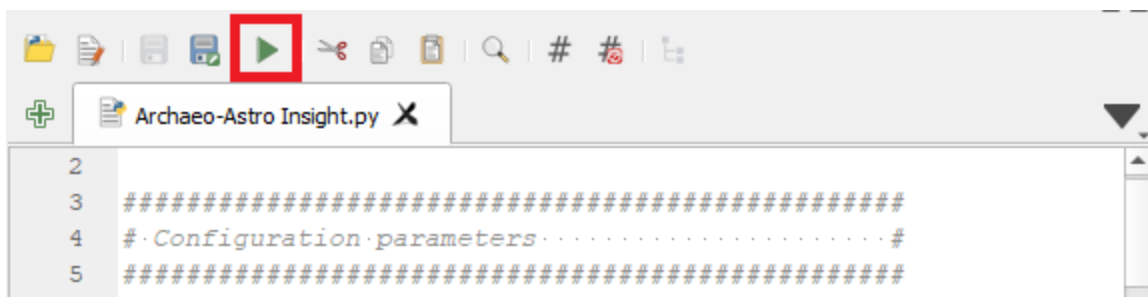 Archaeo-Astro Insight.py
2
3 #################################################
4 #·Configuration·parameters······················#
5 #################################################